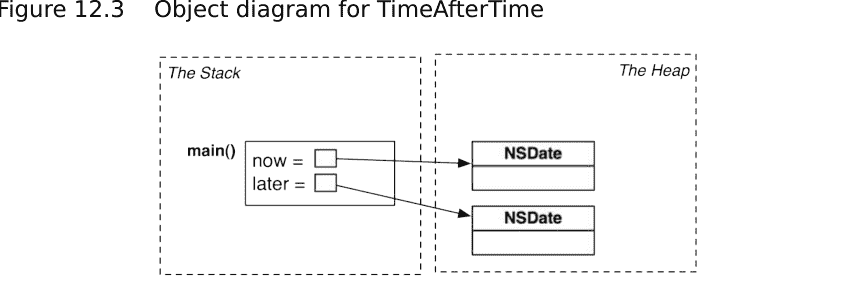 Figure 12.3 Object diagram for TimeAfterTime
The Stack
The Heap
main()
now =
later =
NSDate
NSDate